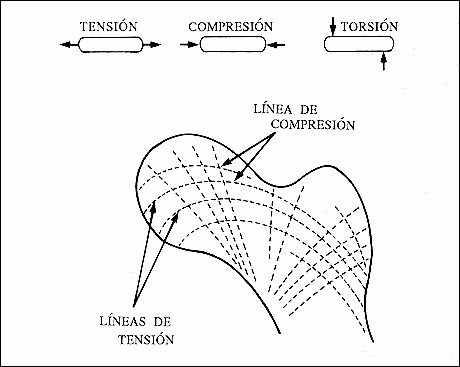 TENSIÓN
COMPRESIÓN
TORSIÓN
LÍNEA DE
COMPRESIÓN
LÍNEAS DE
TENSIÓN